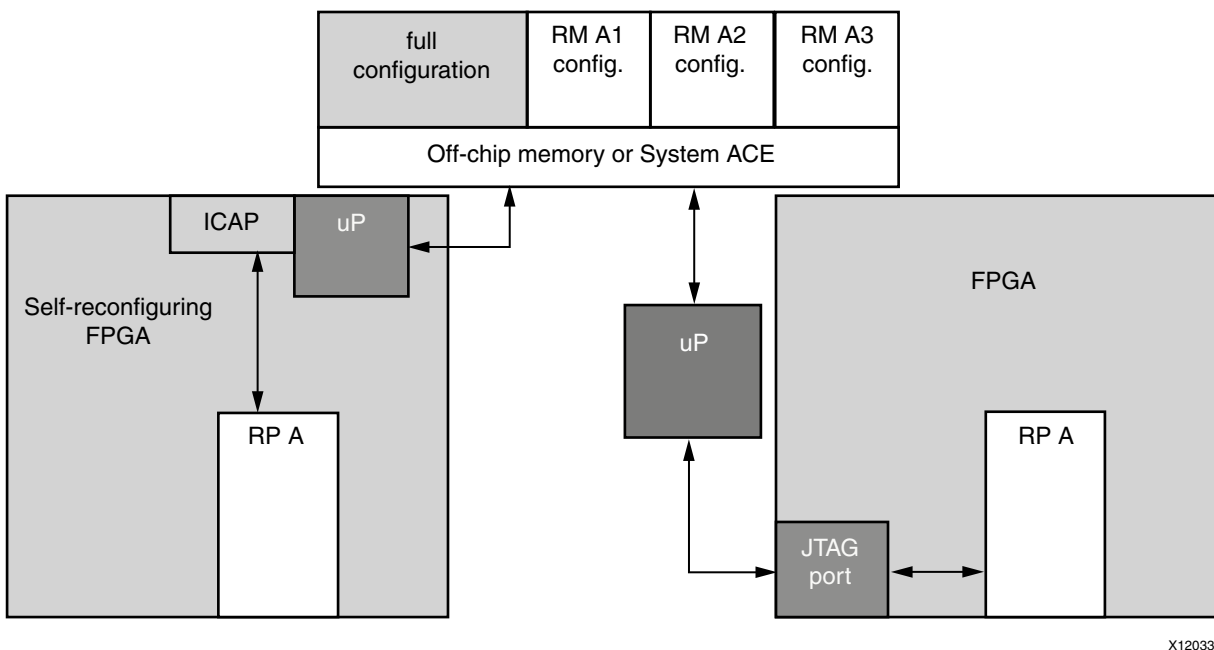 full
configuration
RM A1
config.
RM A2
config.
RM A3
config.
Off-chip memory or System ACE
ICAP
uP
Self-reconfiguring
FPGA
RP A
uP
FPGA
RP A
JTAG
port
X12033